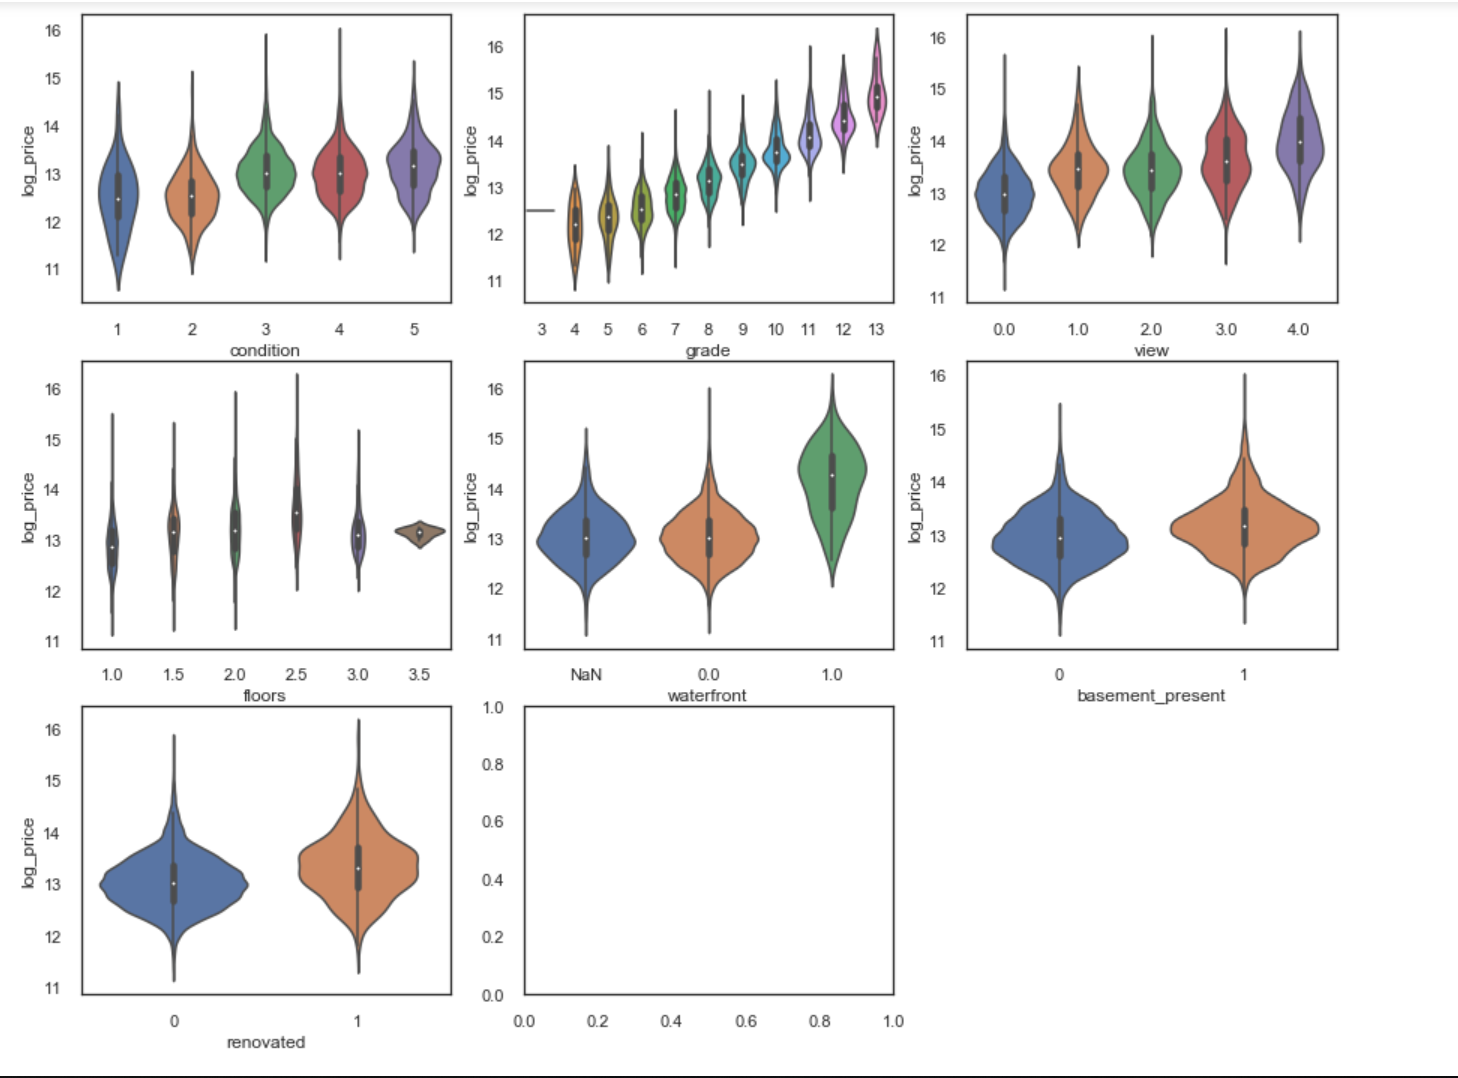 16
15
14
13
12
11
log_price
1 2 3 4 5
condition
16
15
14
13
12
11
log_price
3 4 5 6 7 8 9 10 11 12 13
grade
16
15
14
13
12
11
log_price
0.0 1.0 2.0 3.0 4.0
view
16
15
14
13
12
11
log_price
1.0 1.5 2.0 2.5 3.0 3.5
floors
16
15
14
13
12
11
log_price
NaN 0.0 1.0
waterfront
16
15
14
13
12
11
log_price
0 1
basement_present
16
15
14
13
12
11
log_price
0 1
renovated
1.0
0.8
0.6
0.4
0.2
0.0
0.0 0.2 0.4 0.6 0.8 1.0